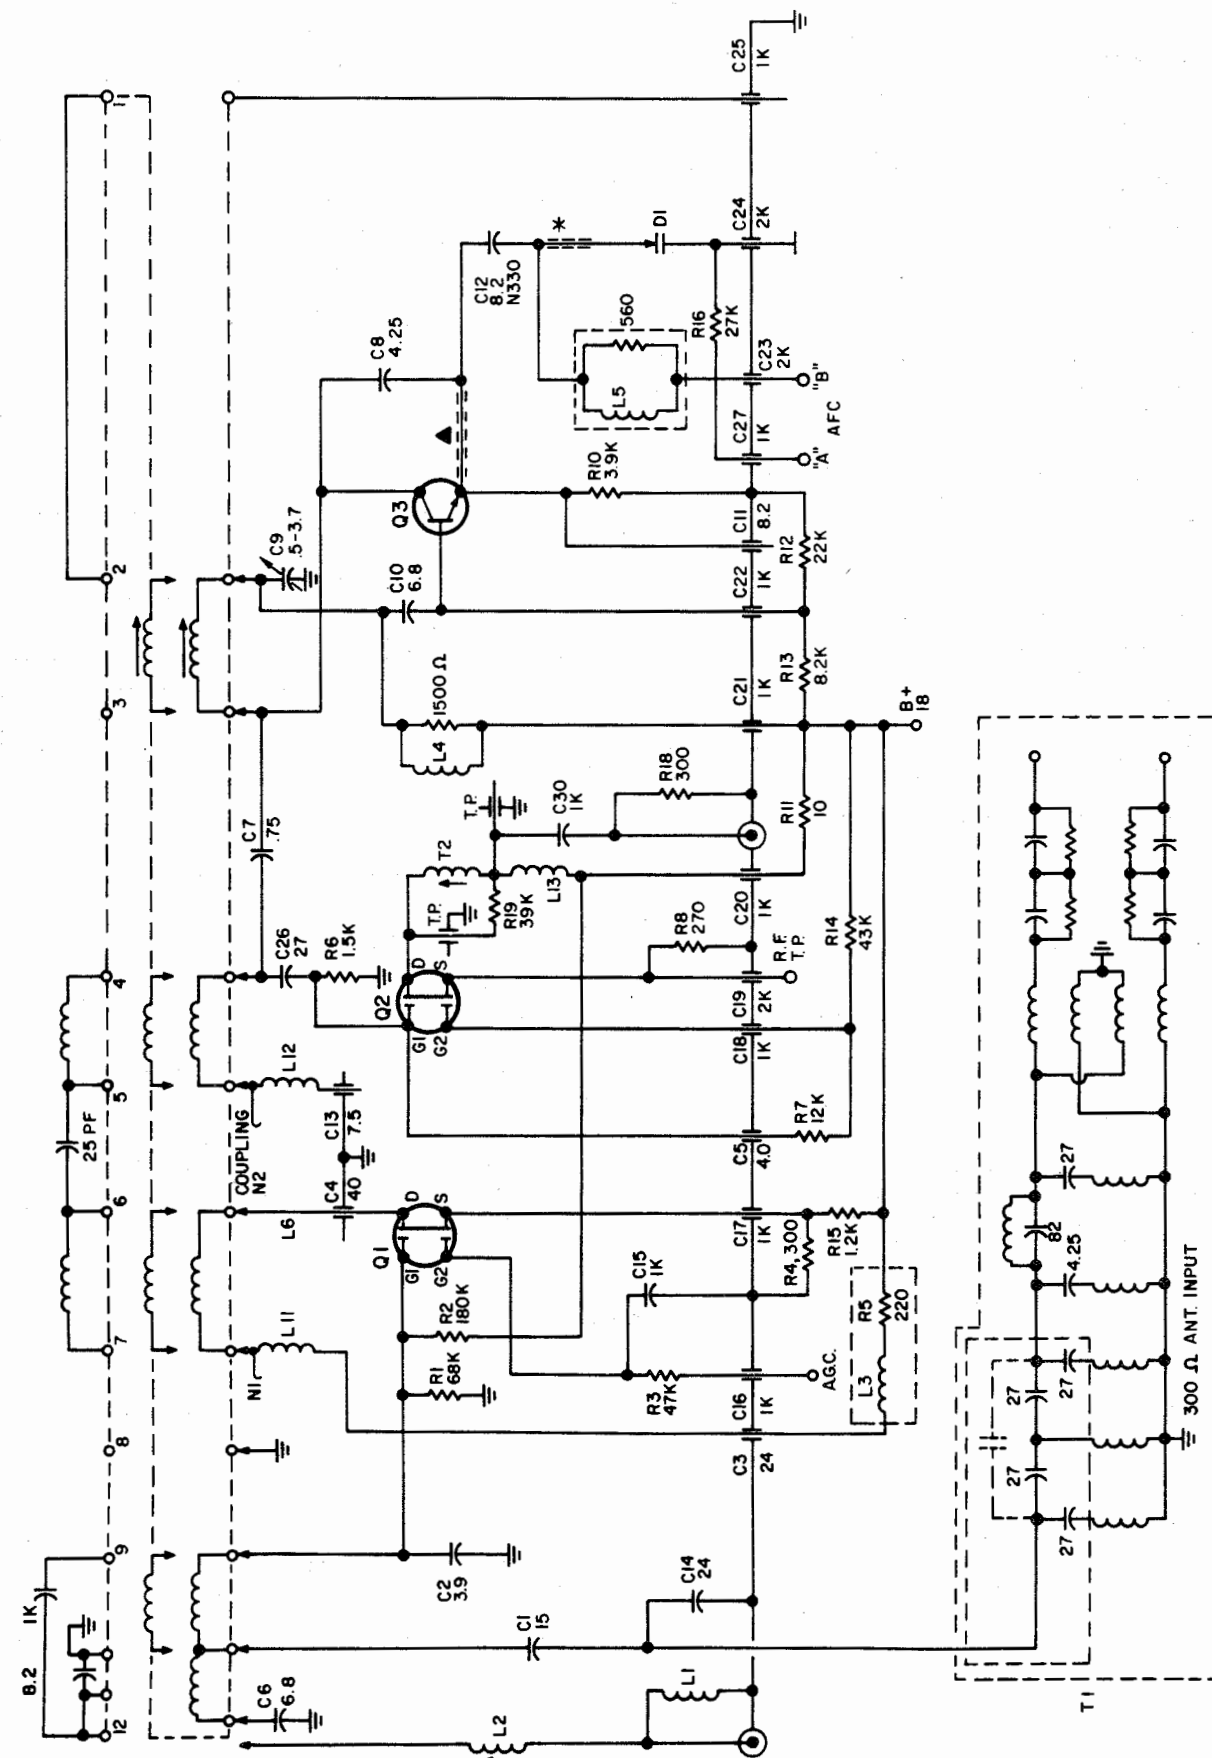 C25
1K
1
C24
2K
*
D1
C12
8.2
N330
C8
4.25
560
R16
27K
L5
C23
2K
"B"
C27
1K
AFC
"A"
R10
3.9K
Q3
C11
8.2
R12
22K
C9
.5-3.7
2
C10
6.8
C22
1K
R13
8.2K
C21
1K
3
1500 Ω
L4
B+
18
R18
300
T.P.
C30
1K
R11
10
C7
.75
T2
L13
R19
39K
T.P.
C20
1K
R8
270
R14
43K
C26
27
R6
1.5K
4
D
S
Q2
G1
G2
C19
2K
R.F.
T.P.
C18
1K
L12
5
25 PF
COUPLING
N2
C13
7.5
C5
4.0
R7
12K
C4
40
6
L6
D
S
Q1
G1
G2
C17
1K
R15
1.2K
R4,300
C15
1K
27
82
4.25
7
L11
N1
R2
180K
R1
68K
R3
47K
A.G.C.
R5
220
L3
C16
1K
C3
24
27
27
27
27
300 Ω ANT. INPUT
8
9
1K
8.2
C2
3.9
C14
24
C1
15
12
C6
6.8
L1
L2
T1